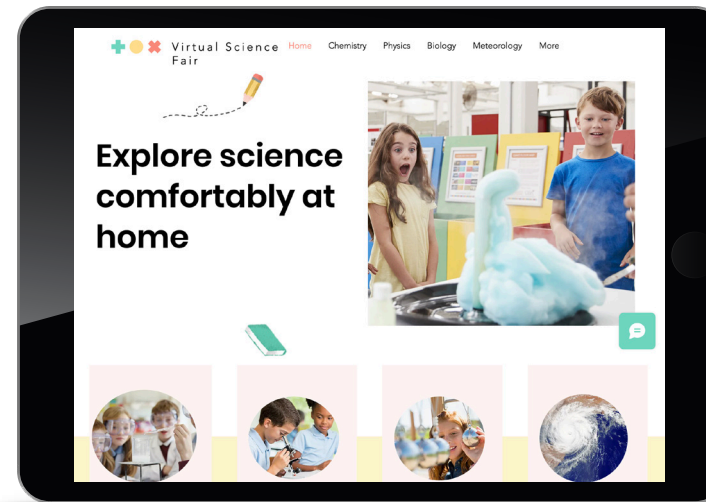 Virtual Science
Fair
Home Chemistry Physics Biology Meteorology More
Explore science
comfortably at
home